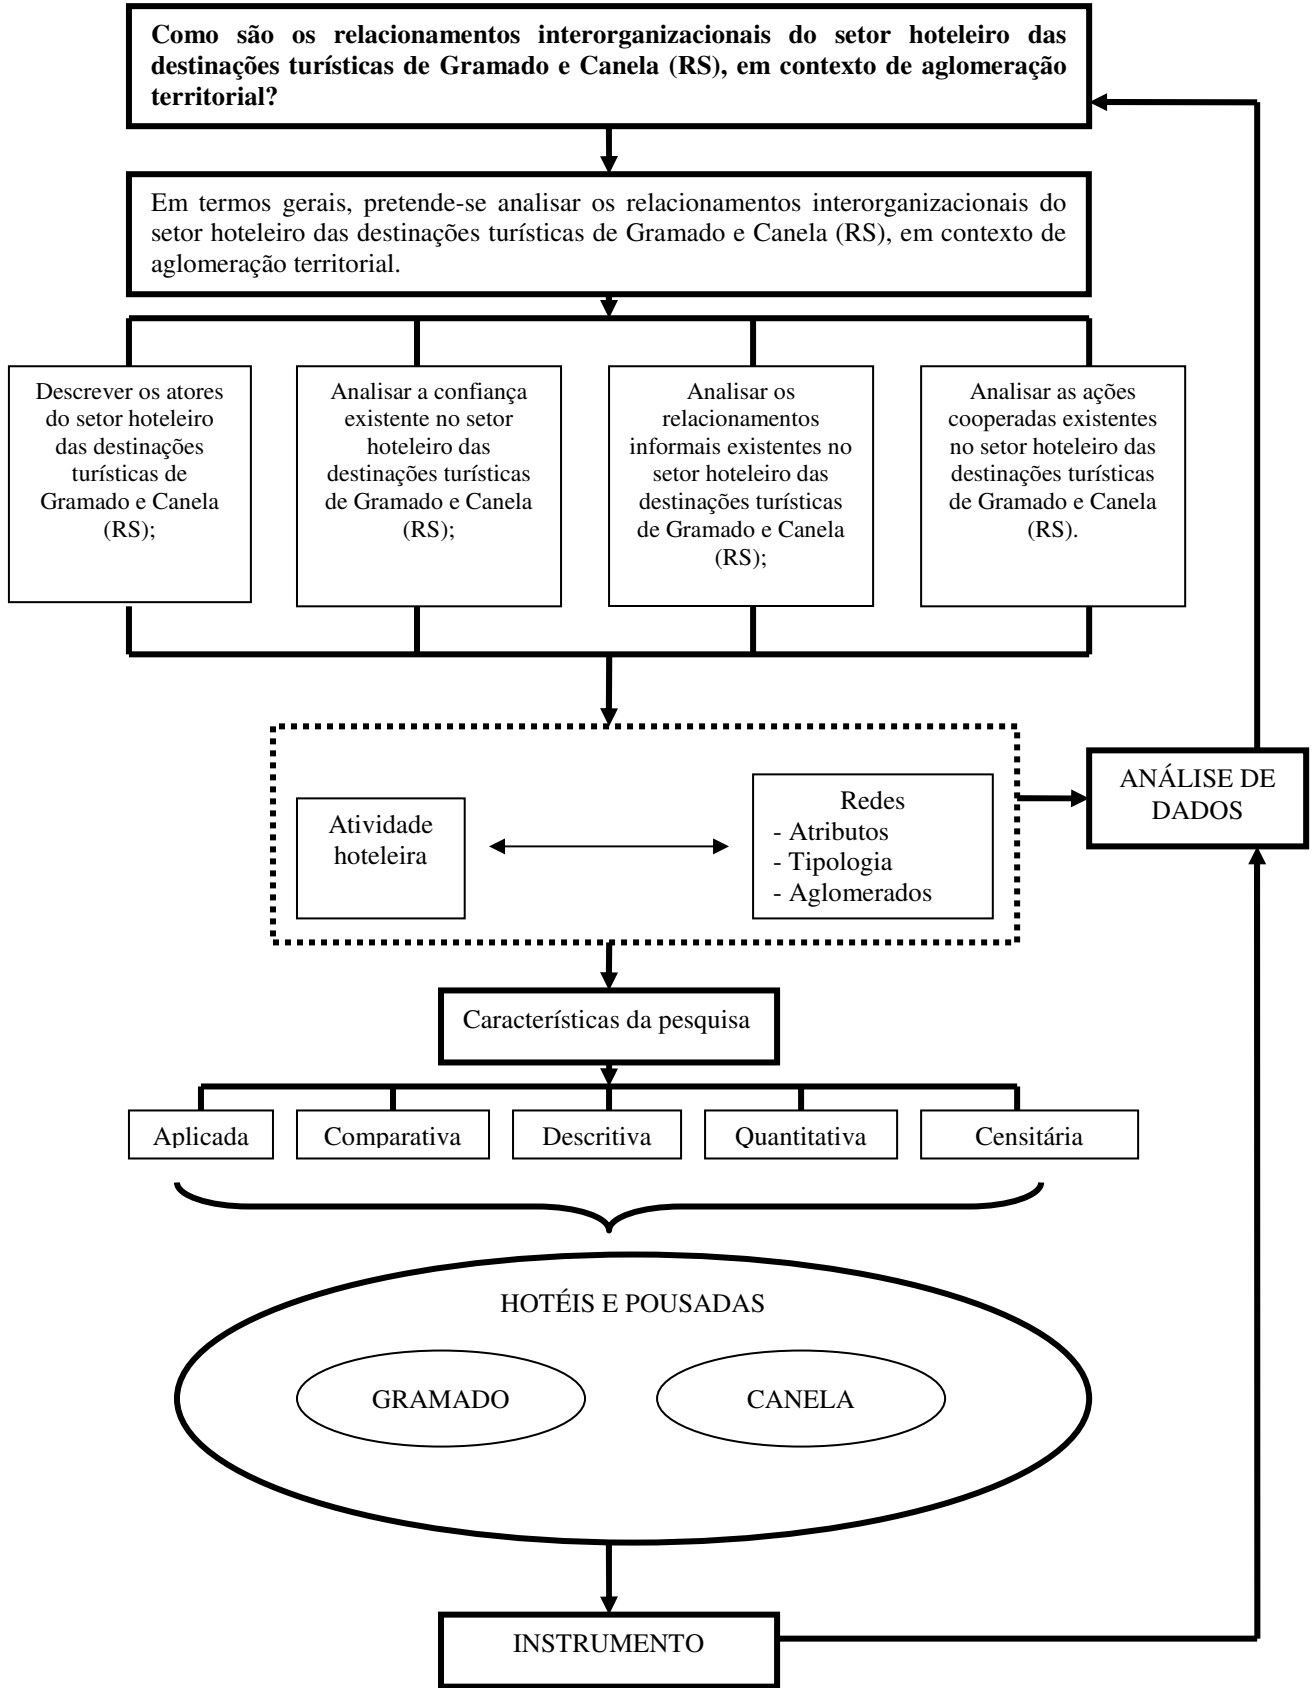 Como são os relacionamentos interorganizacionais do setor hoteleiro das
destinações turísticas de Gramado e Canela (RS), em contexto de aglomeração
territorial?
Em termos gerais, pretende-se analisar os relacionamentos interorganizacionais do
setor hoteleiro das destinações turísticas de Gramado e Canela (RS), em contexto de
aglomeração territorial.
Descrever os atores
do setor hoteleiro
das destinações
turísticas de
Gramado e Canela
(RS);
Analisar a confiança
existente no setor
hoteleiro das
destinações turísticas
de Gramado e Canela
(RS);
Analisar os
relacionamentos
informais existentes no
setor hoteleiro das
destinações turísticas
de Gramado e Canela
(RS);
Analisar as ações
cooperadas existentes
no setor hoteleiro das
destinações turísticas
de Gramado e Canela
(RS).
Atividade
hoteleira
Redes
- Atributos
- Tipologia
- Aglomerados
ANÁLISE DE
DADOS
Características da pesquisa
Aplicada
Comparativa
Descritiva
Quantitativa
Censitária
HOTÉIS E POUSADAS
GRAMADO
CANELA
INSTRUMENTO